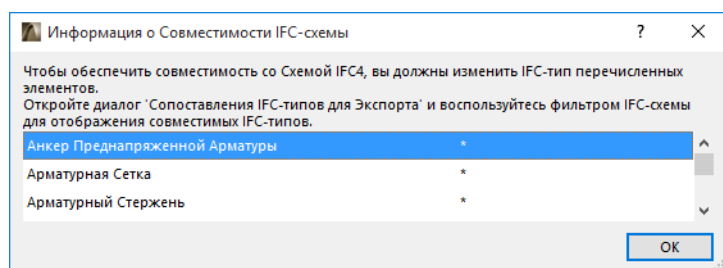 Информация о Совместимости IFC-схемы ?
Чтобы обеспечить совместимость со Схемой IFC4, вы должны изменить IFC-тип перечисленных
элементов.
Откройте диалог 'Сопоставления IFC-типов для Экспорта' и воспользуйтесь фильтром IFC-схемы
для отображения совместимых IFC-типов.
Анкер Преднапряженной Арматуры *
Арматурная Сетка *
Арматурный Стержень *
ОК